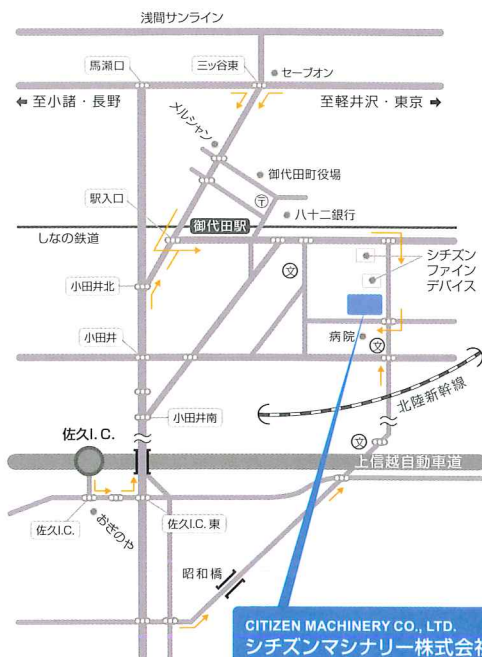 浅間サンライン
馬瀬口
三ッ谷東
セーブオン
← 至小諸・長野
至軽井沢・東京 →
メルシャン
御代田町役場
〒
駅入口
八十二銀行
御代田駅
しなの鉄道
文
シチズン
ファイン
デバイス
小田井北
小田井
病院
文
北陸新幹線
小田井南
佐久I.C.
文
上信越自動車道
佐久I.C.
おぎのや
佐久I.C. 東
昭和橋
CITIZEN MACHINERY CO., LTD.
シチズンマシナリー株式会社